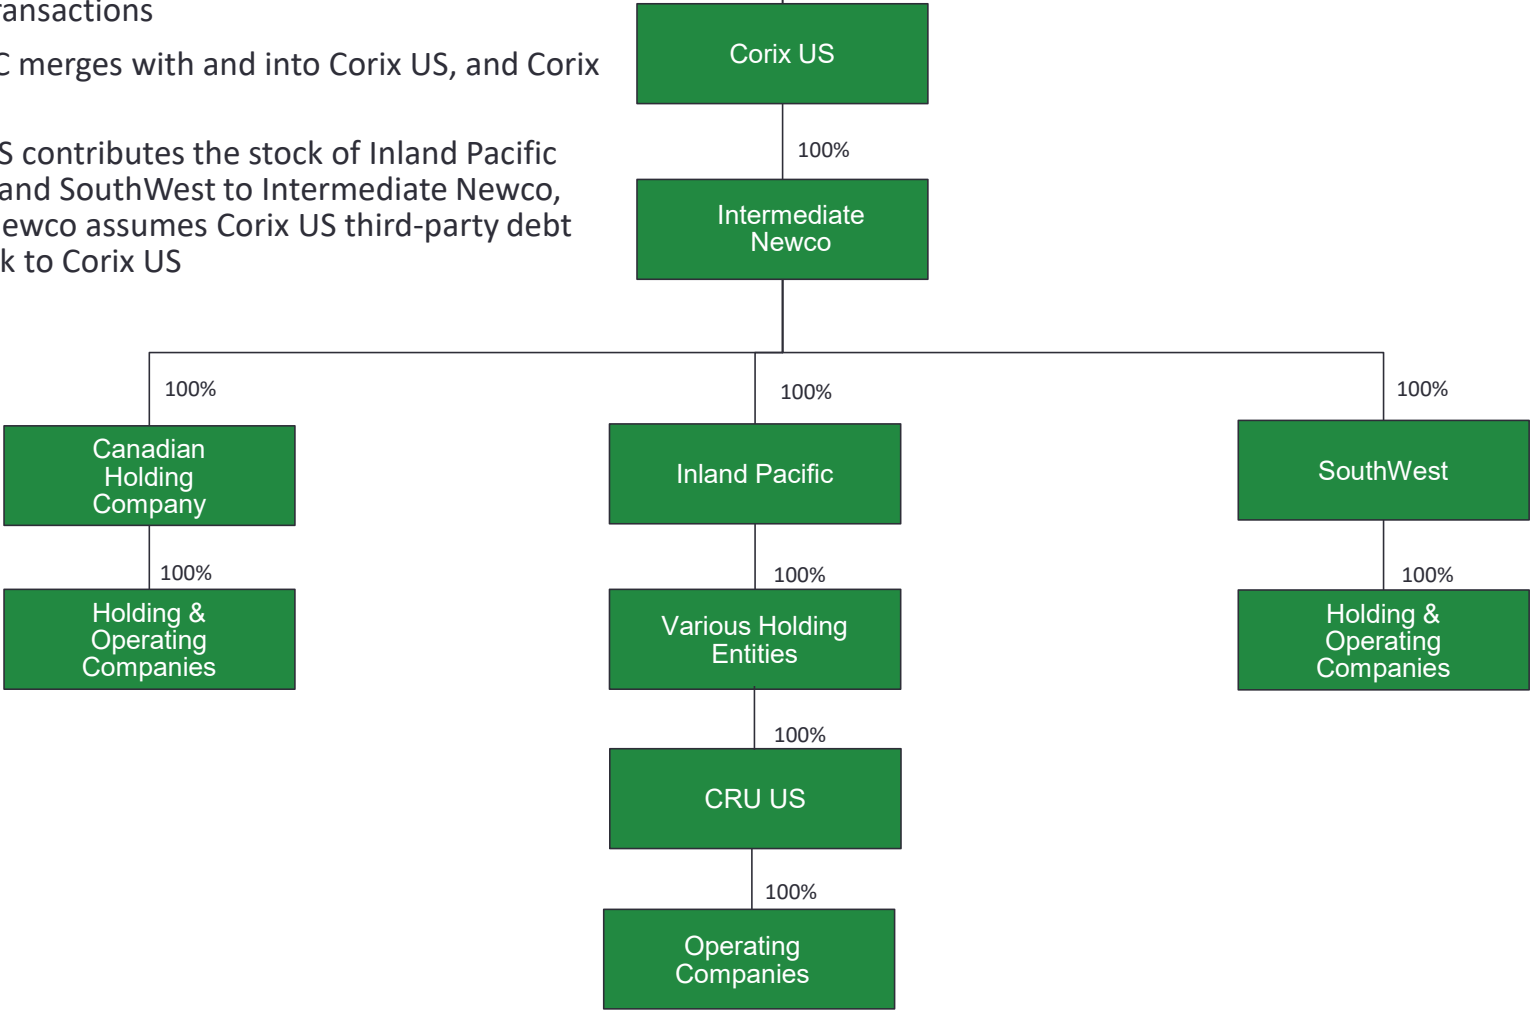 ransactions
C merges with and into Corix US, and Corix
S contributes the stock of Inland Pacific
and SouthWest to Intermediate Newco,
ewco assumes Corix US third-party debt
k to Corix US
Corix US
100%
Intermediate
Newco
100%
100%
100%
Canadian
Holding
Company
Inland Pacific
SouthWest
100%
100%
100%
Holding &
Operating
Companies
Various Holding
Entities
Holding &
Operating
Companies
100%
CRU US
100%
Operating
Companies